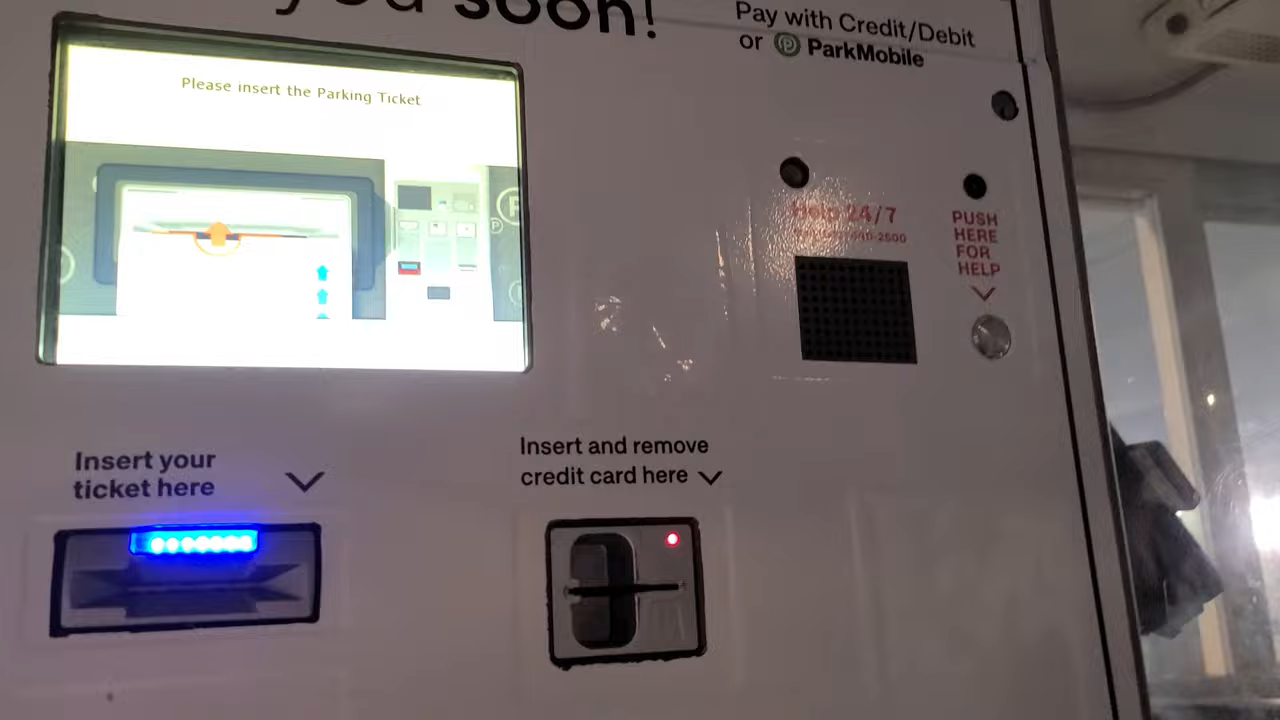 you soon!
Pay with Credit/Debit
or ParkMobile
Please insert the Parking Ticket
Help 24/7
PUSH
HERE
FOR
HELP
Insert your
ticket here
Insert and remove
credit card here